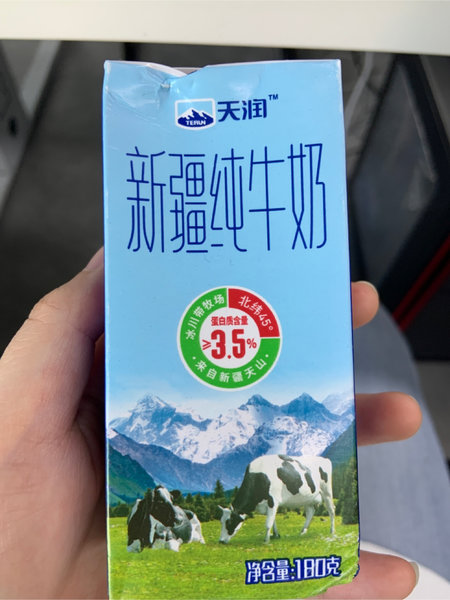 天润™
TERUN
新疆纯牛奶
冰川带牧场
北纬45°
蛋白质含量
≥3.5%
·来自新疆天山·
净含量:180克